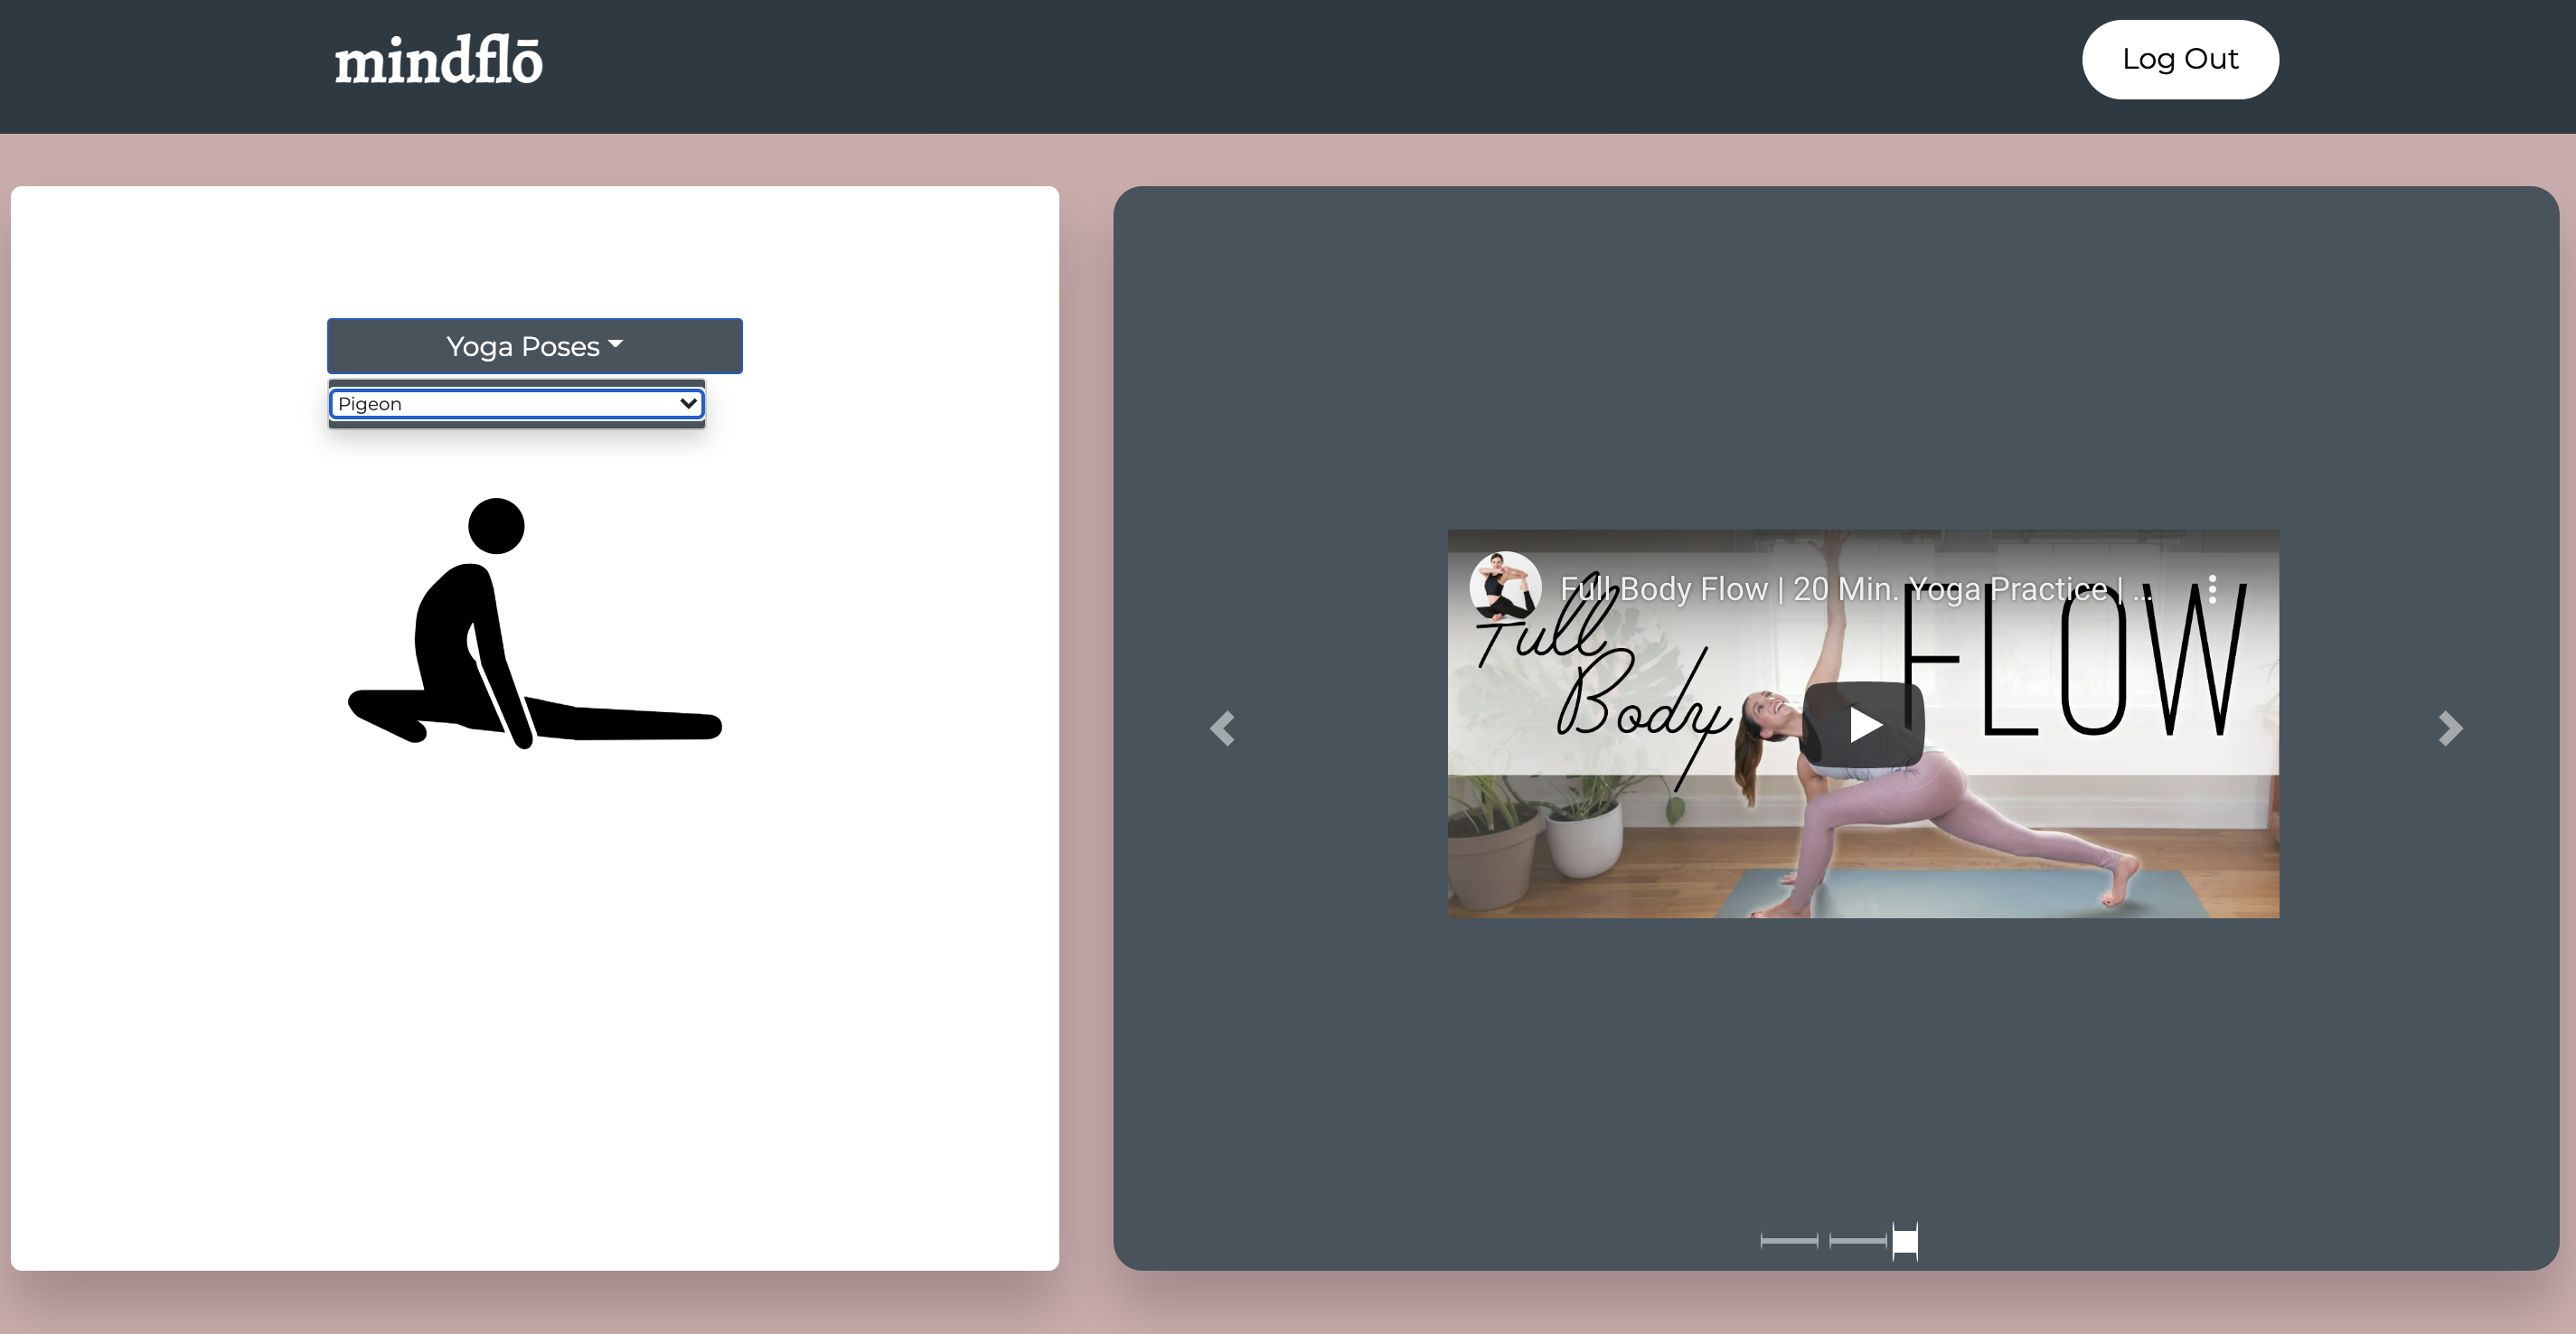 mindflō
Log Out
Yoga Poses
Pigeon
Full Body Flow | 20 Min. Yoga Practice | ...
Full
Body
FLOW